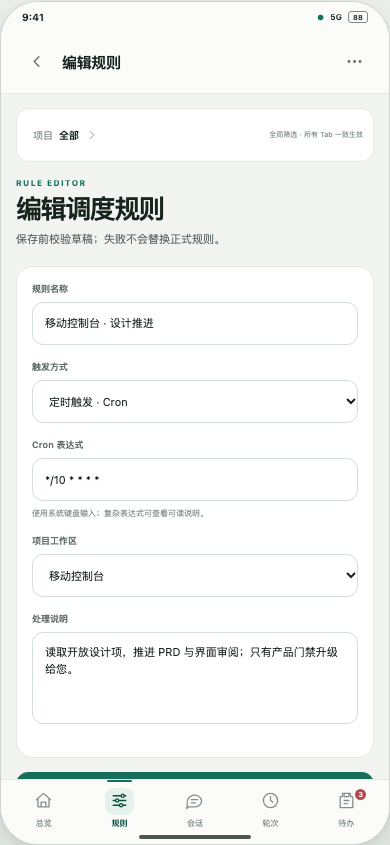 9:41
5G 88
编辑规则
项目 全部
全局筛选 · 所有 Tab 一致生效
RULE EDITOR
编辑调度规则
保存前校验草稿；失败不会替换正式规则。
规则名称
移动控制台 · 设计推进
触发方式
定时触发 · Cron
Cron 表达式
*/10 * * * *
使用系统键盘输入；复杂表达式可查看可读说明。
项目工作区
移动控制台
处理说明
读取开放设计项，推进 PRD 与界面审阅；只有产品门禁升级
给您。
3
总览 规则 会话 轮次 待办